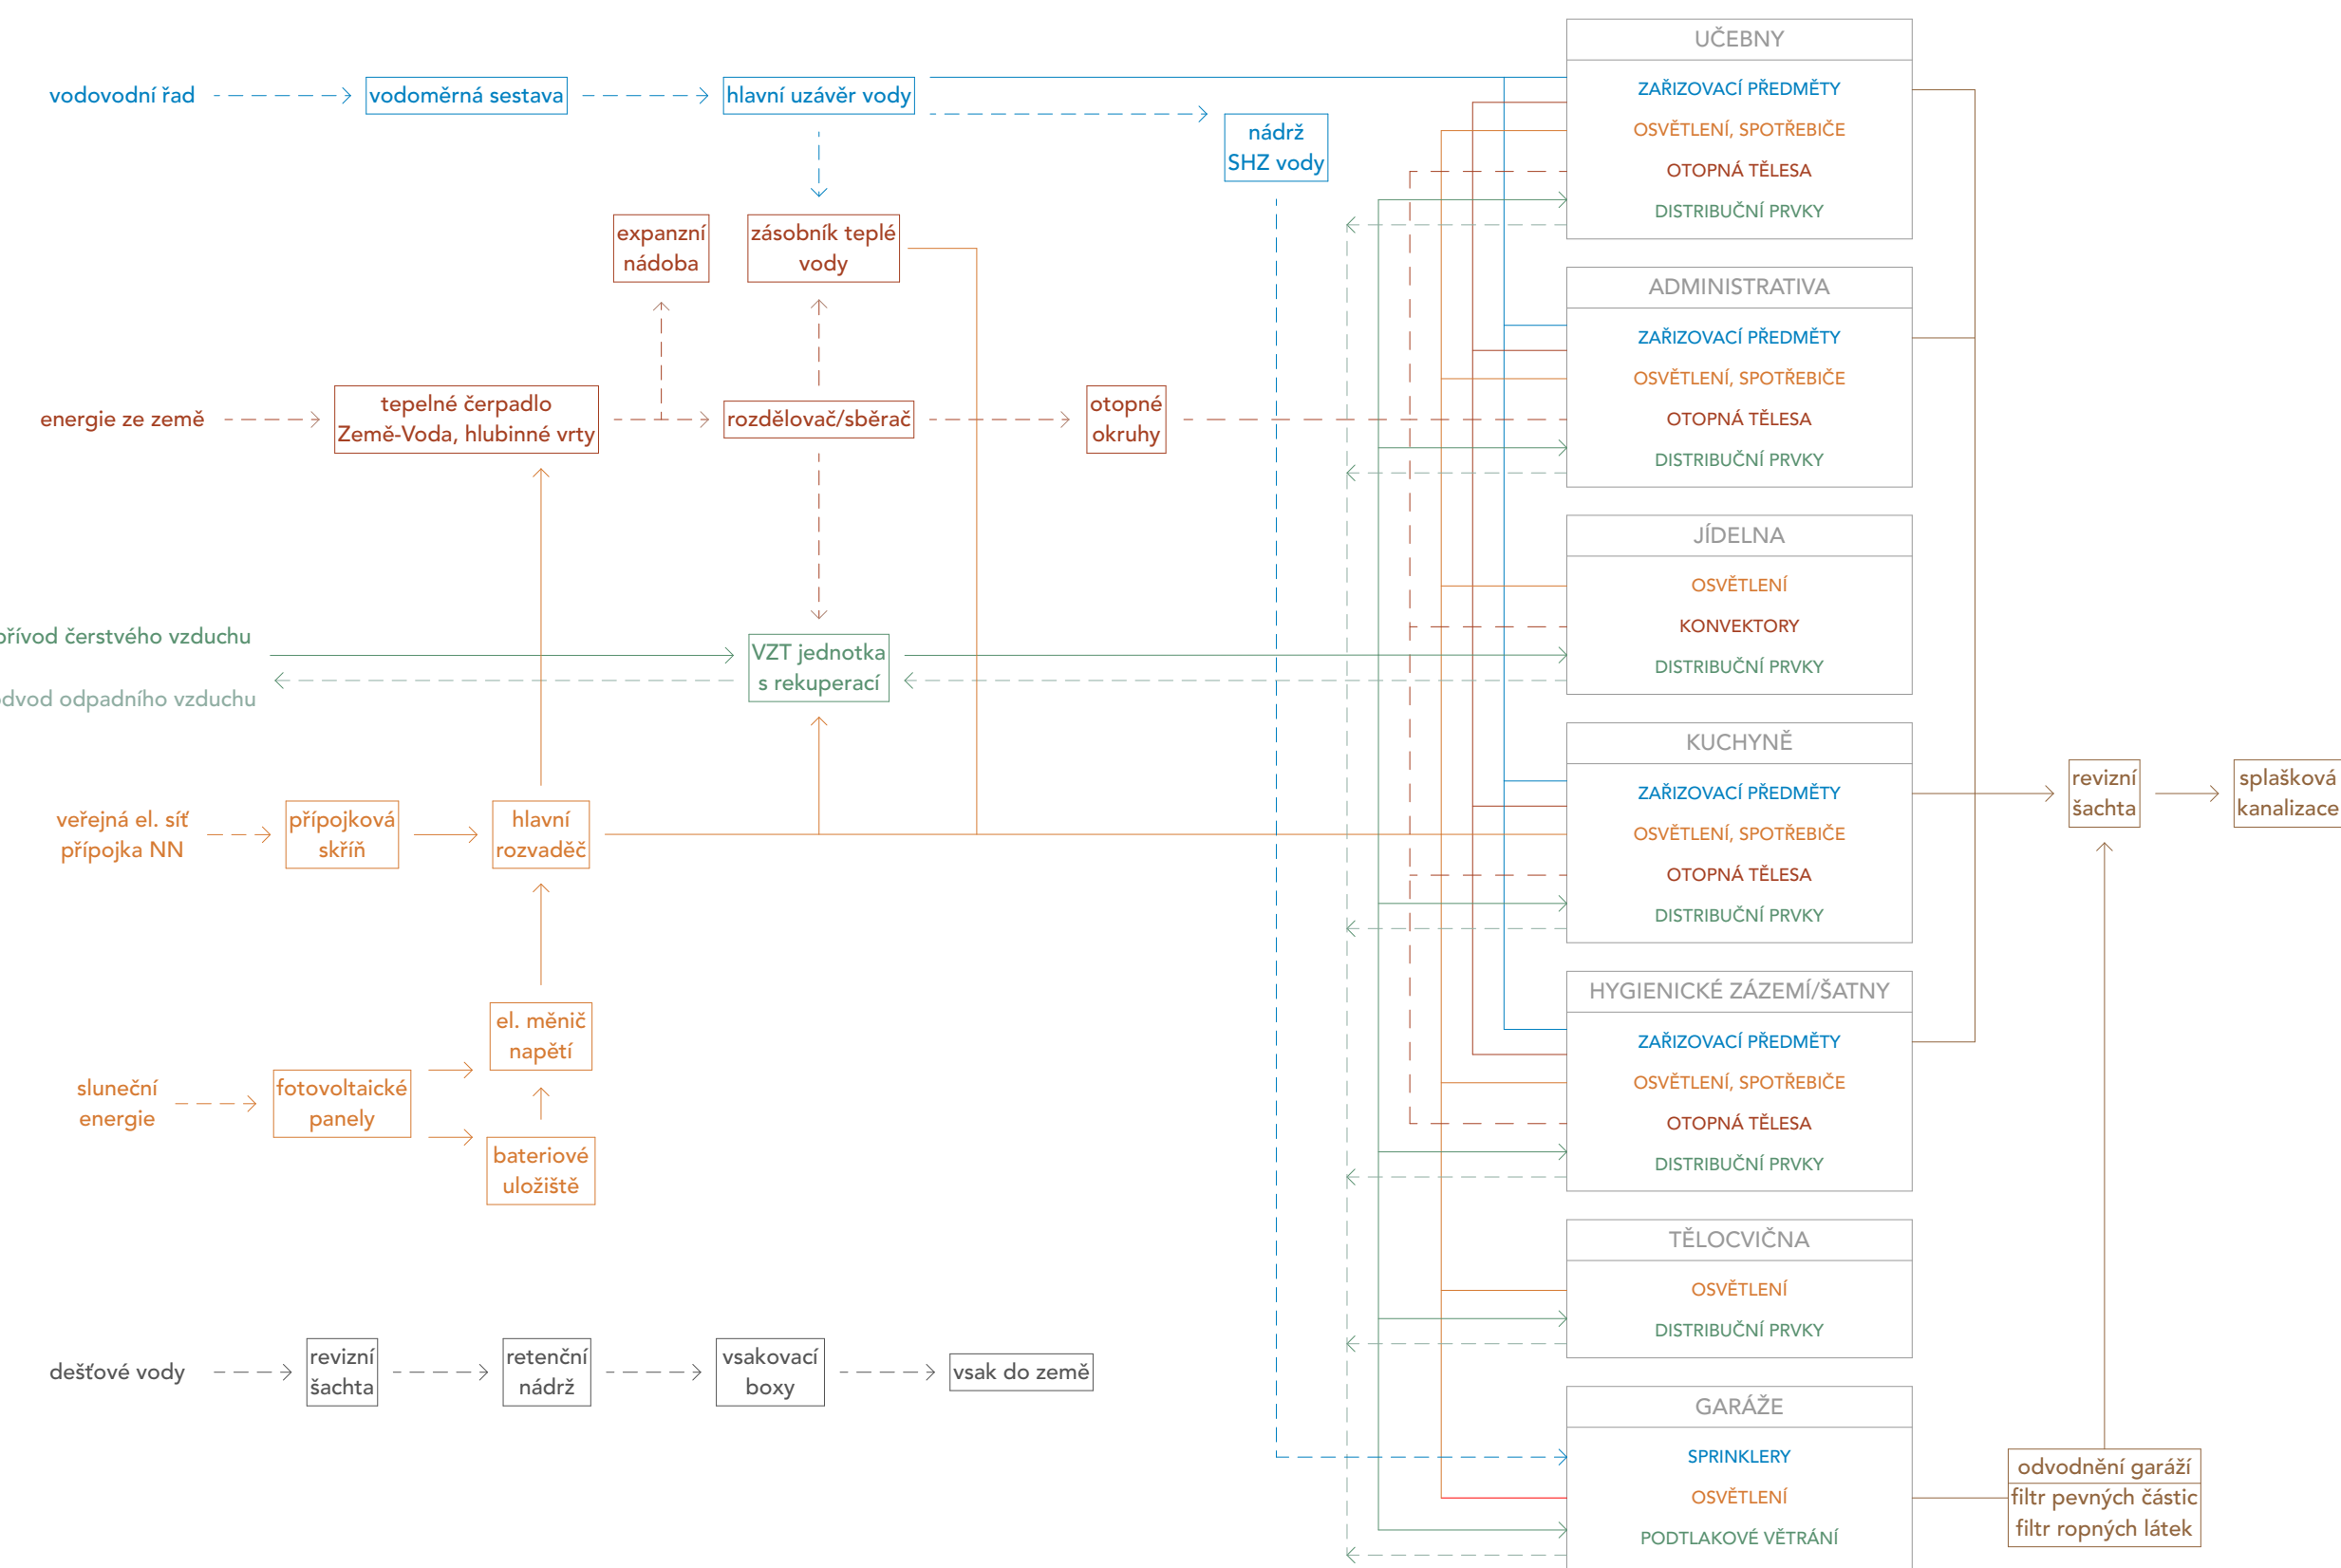 vodovodní řad
vodoměrná sestava
hlavní uzávěr vody
nádrž
SHZ vody
expanzní
nádoba
zásobník teplé
vody
energie ze země
tepelné čerpadlo
Země-Voda, hlubinné vrty
rozdělovač/sběrač
otopné
okruhy
přívod čerstvého vzduchu
odvod odpadního vzduchu
VZT jednotka
s rekuperací
veřejná el. síť
přípojka NN
přípojková
skříň
hlavní
rozvaděč
el. měnič
napětí
sluneční
energie
fotovoltaické
panely
bateriové
uložiště
dešťové vody
revizní
šachta
retenční
nádrž
vsakovací
boxy
vsak do země
UČEBNY
ZAŘIZOVACÍ PŘEDMĚTY
OSVĚTLENÍ, SPOTŘEBIČE
OTOPNÁ TĚLESA
DISTRIBUČNÍ PRVKY
ADMINISTRATIVA
ZAŘIZOVACÍ PŘEDMĚTY
OSVĚTLENÍ, SPOTŘEBIČE
OTOPNÁ TĚLESA
DISTRIBUČNÍ PRVKY
JÍDELNA
OSVĚTLENÍ
KONVEKTORY
DISTRIBUČNÍ PRVKY
KUCHYNĚ
ZAŘIZOVACÍ PŘEDMĚTY
OSVĚTLENÍ, SPOTŘEBIČE
OTOPNÁ TĚLESA
DISTRIBUČNÍ PRVKY
HYGIENICKÉ ZÁZEMÍ/ŠATNY
ZAŘIZOVACÍ PŘEDMĚTY
OSVĚTLENÍ, SPOTŘEBIČE
OTOPNÁ TĚLESA
DISTRIBUČNÍ PRVKY
TĚLOCVIČNA
OSVĚTLENÍ
DISTRIBUČNÍ PRVKY
GARÁŽE
SPRINKLERY
OSVĚTLENÍ
PODTLAKOVÉ VĚTRÁNÍ
revizní
šachta
splašková
kanalizace
odvodnění garáží
filtr pevných částic
filtr ropných látek